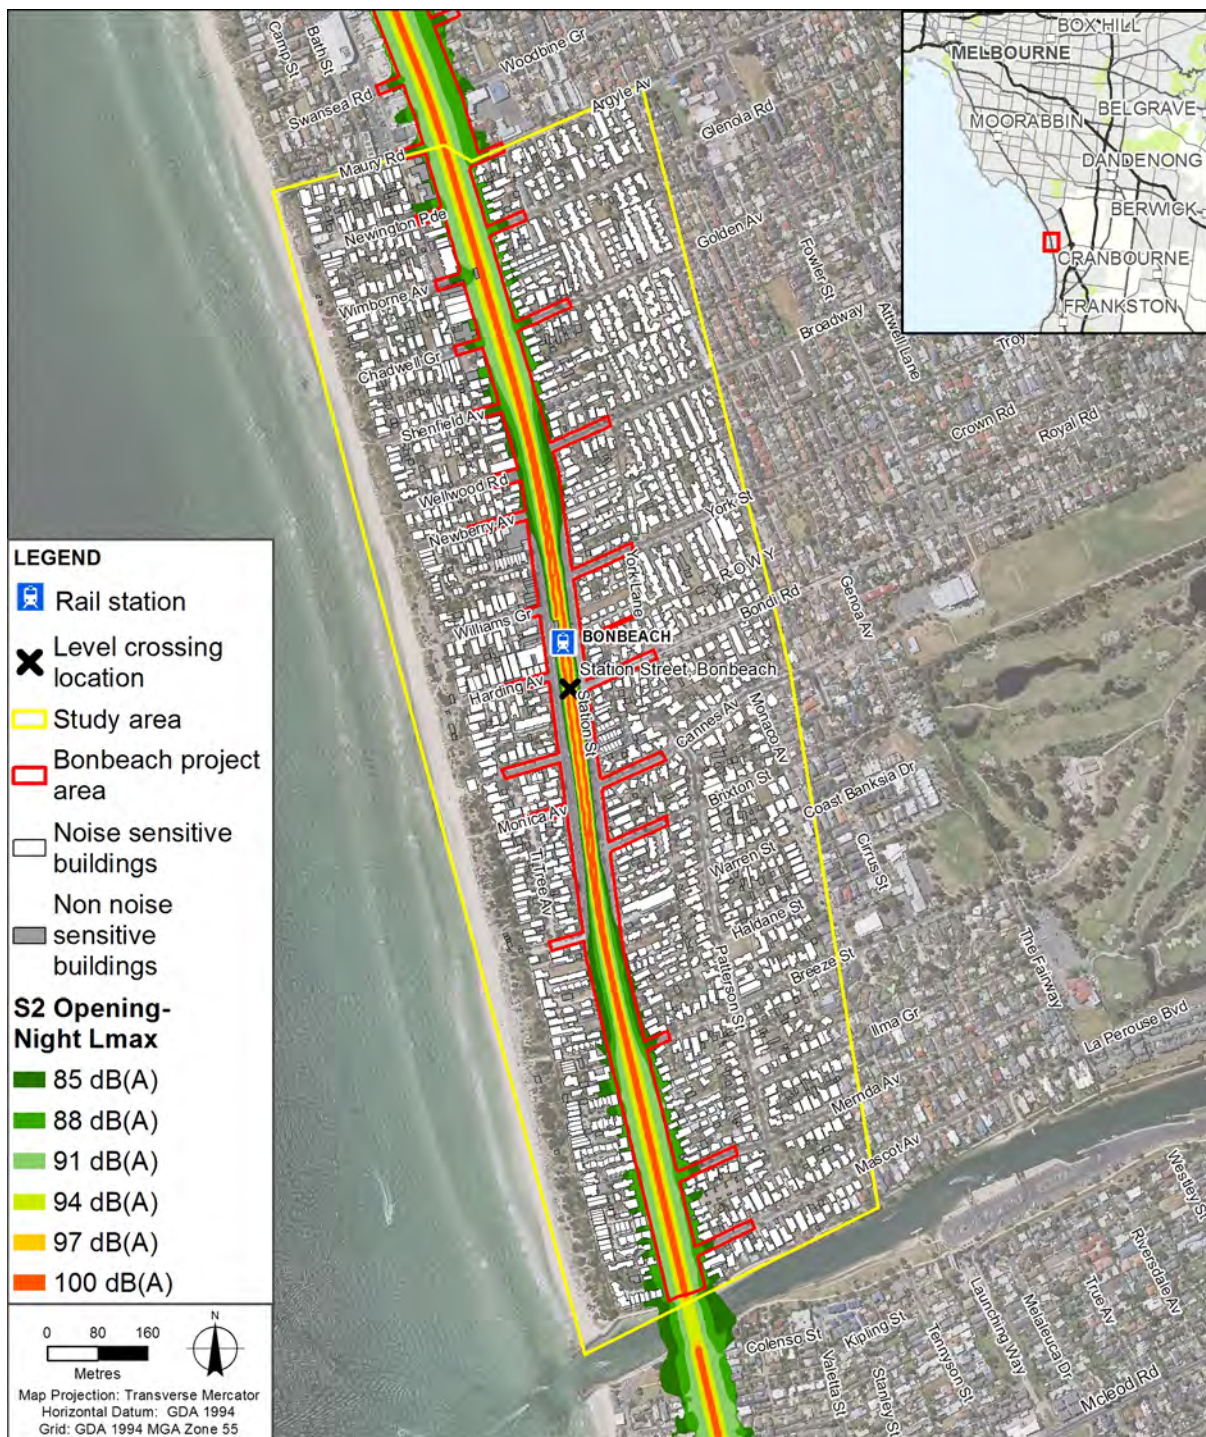 Camp St
Bath St
Woodbine Gr
Swansea Rd
Argyle Av
Glenola Rd
Maury Rd
Newington Pde
Golden Av
Wimborne Av
Fowler St
Broadway
Attwell Lane
Chadwell Gr
Troy
Shenfield Av
Crown Rd
Royal Rd
Wellwood Rd
Newberry Av
York St
York Lane
R O W Y
Bondi Rd
Genoa Av
Williams Gr
BONBEACH
Station Street, Bonbeach
Harding Av
Station St
Cannes Av
Monaco Av
Brixton St
Coast Banksia Dr
Monica Av
Cirrus St
Warren St
Ti Tree Av
Haldane St
Patterson St
Breeze St
The Fairway
Ilma Gr
La Perouse Bvd
Mernda Av
Mascot Av
Westley St
Riversdale Av
True Av
Melaleuca Dr
Launching Way
Colenso St
Kipling St
Tennyson St
Valetta St
Stanley St
Mcleod Rd
BOX HILL
MELBOURNE
BELGRAVE
MOORABBIN
DANDENONG
BERWICK
CRANBOURNE
FRANKSTON
LEGEND
Rail station
Level crossing
location
Study area
Bonbeach project
area
Noise sensitive
buildings
Non noise
sensitive
buildings
S2 Opening-
Night Lmax
85 dB(A)
88 dB(A)
91 dB(A)
94 dB(A)
97 dB(A)
100 dB(A)
N
0 80 160
Metres
Map Projection: Transverse Mercator
Horizontal Datum: GDA 1994
Grid: GDA 1994 MGA Zone 55